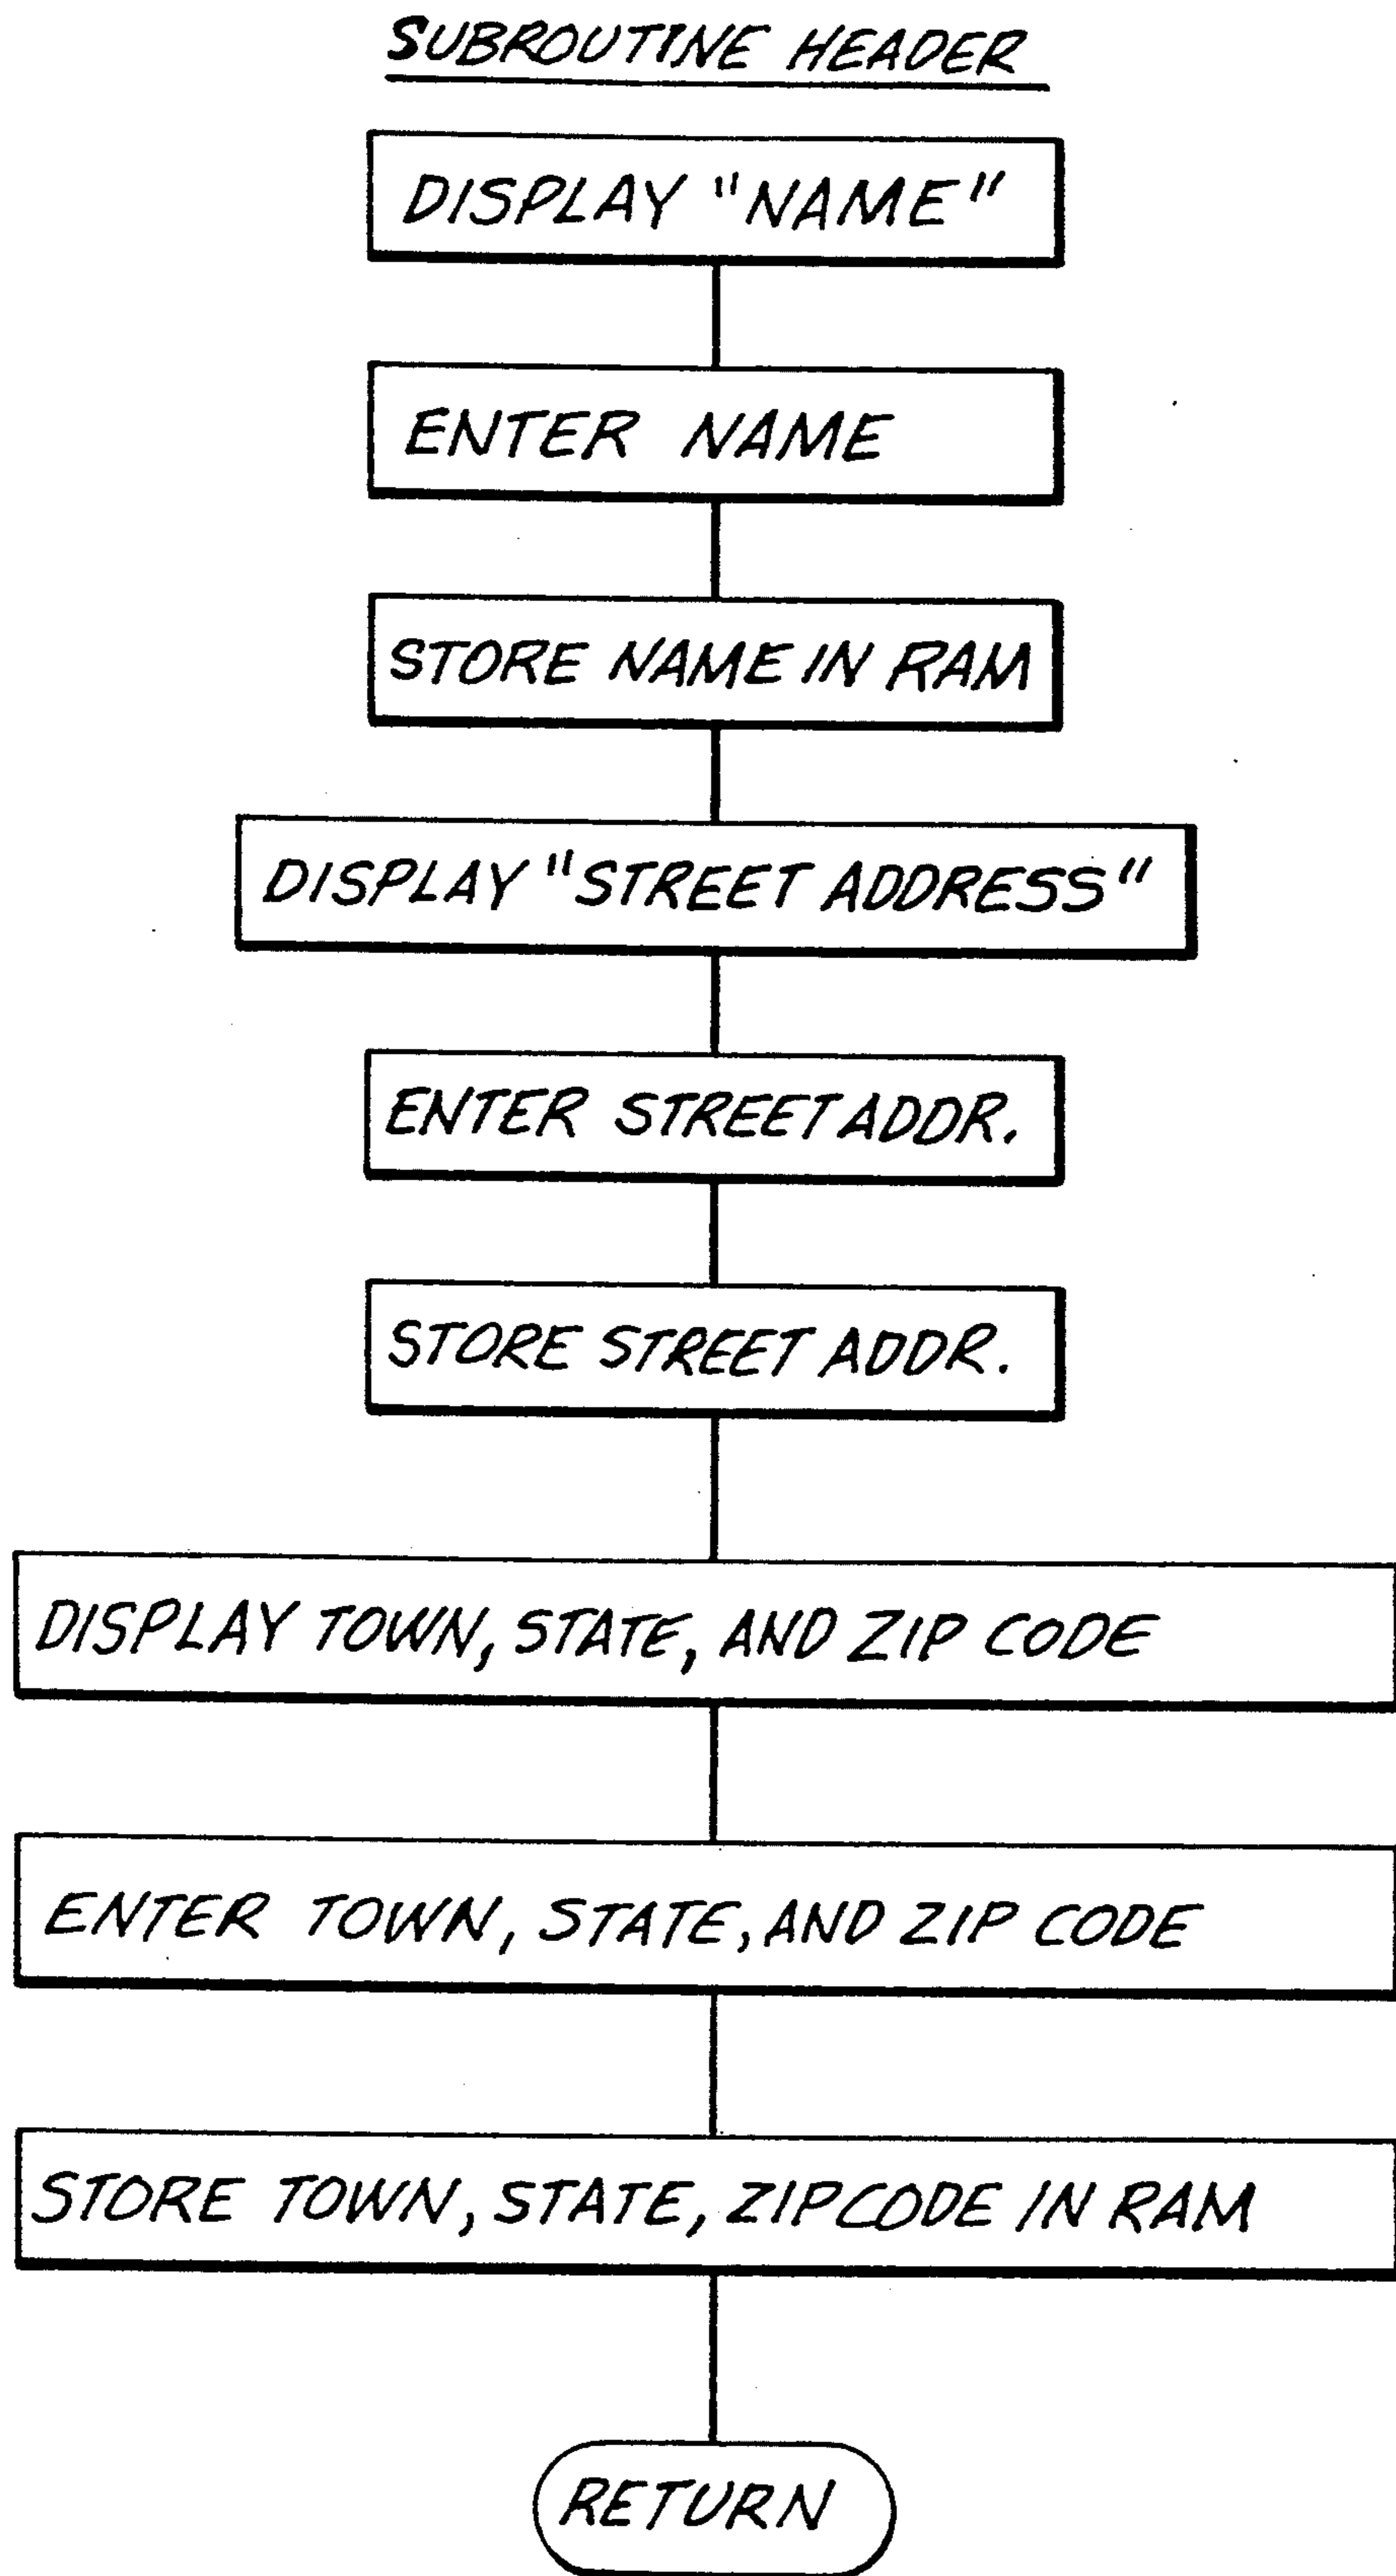 SUBROUTINE HEADER
DISPLAY "NAME"
ENTER NAME
STORE NAME IN RAM
DISPLAY "STREET ADDRESS"
ENTER STREET ADDR.
STORE STREET ADDR.
DISPLAY TOWN, STATE, AND ZIP CODE
ENTER TOWN, STATE, AND ZIP CODE
STORE TOWN, STATE, ZIPCODE IN RAM
RETURN